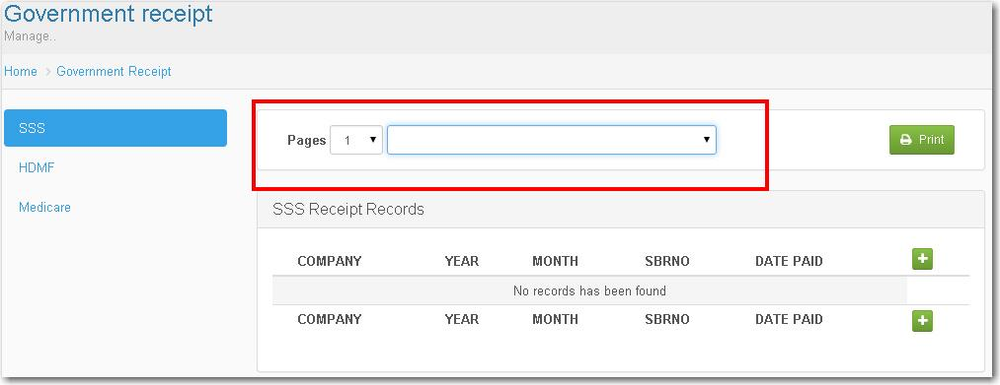 Government receipt
Manage..
Home > Government Receipt
SSS
HDMF
Medicare
Pages 1
Print
SSS Receipt Records
COMPANY YEAR MONTH SBRNO DATE PAID
No records has been found
COMPANY YEAR MONTH SBRNO DATE PAID